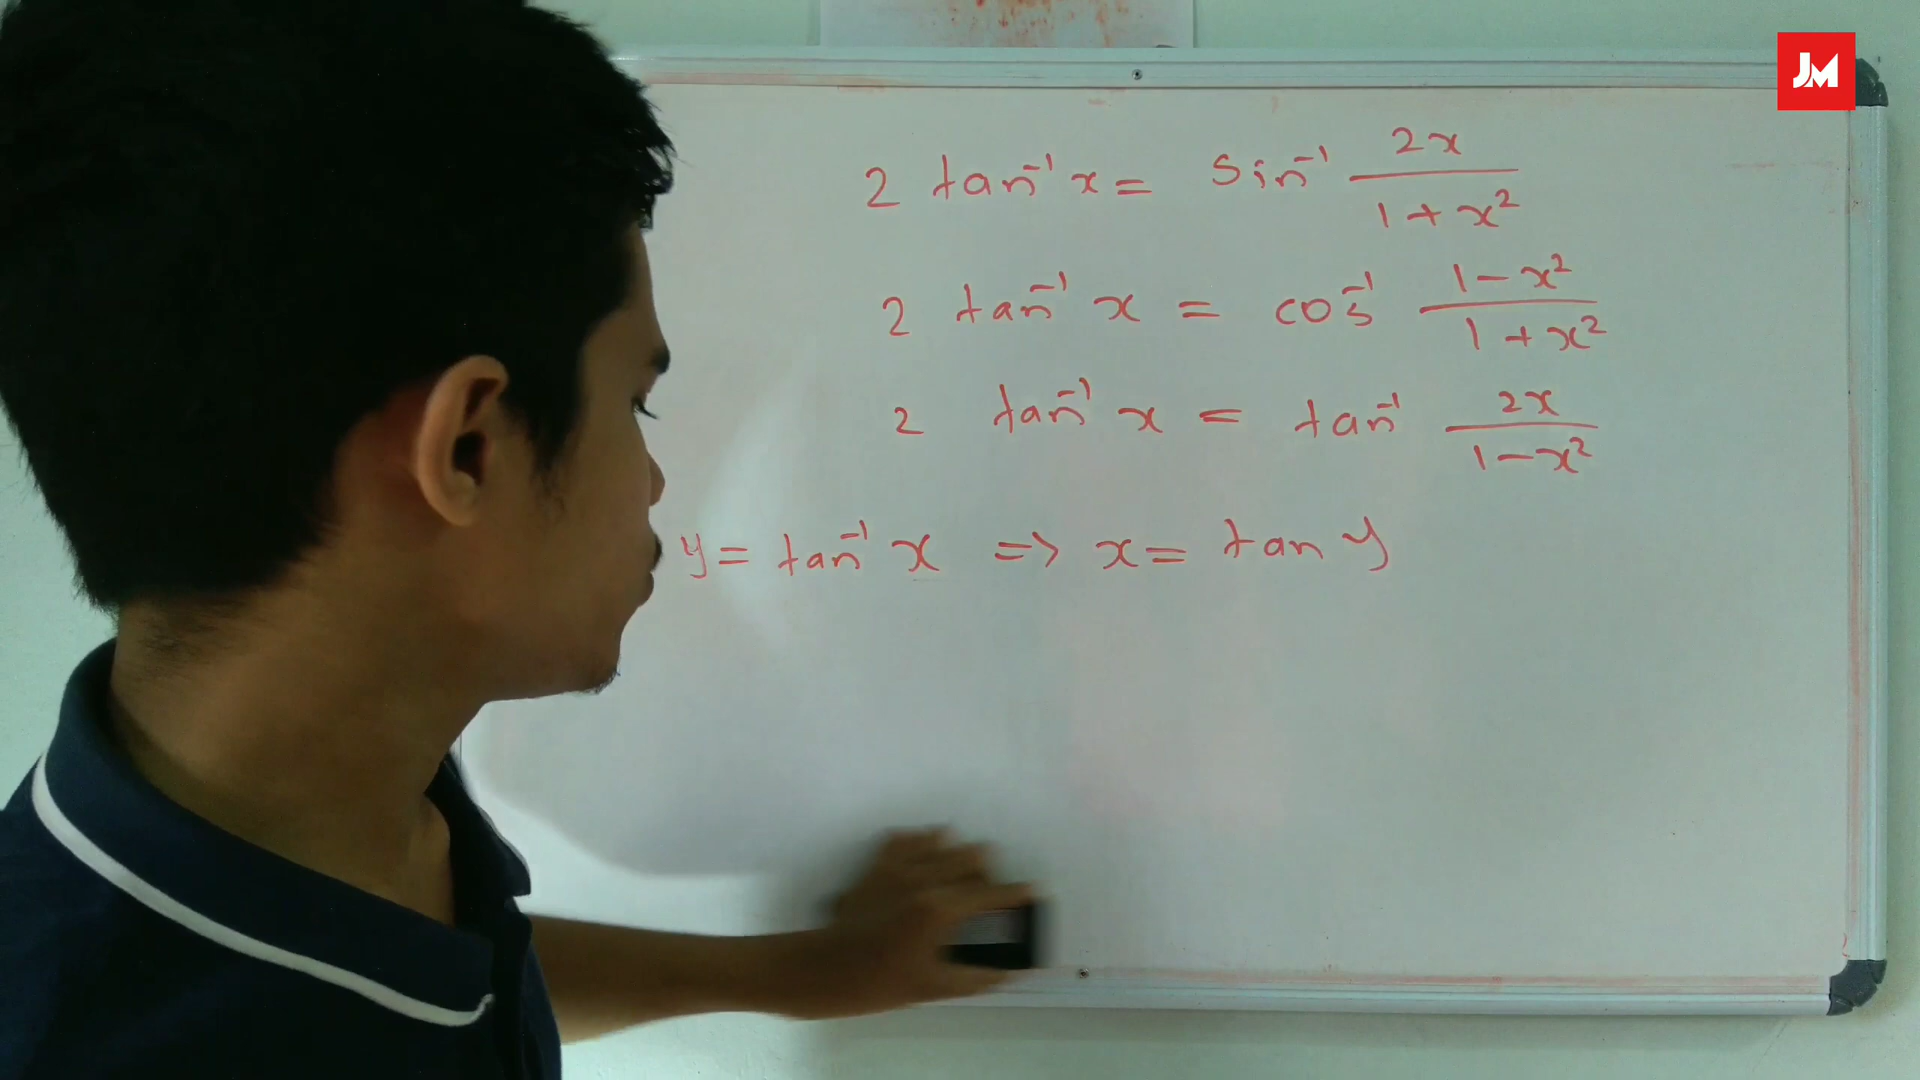 JM
2 tan⁻¹ x = sin⁻¹ 2x / 1+x²
2 tan⁻¹ x = cos⁻¹ 1-x² / 1+x²
2 tan⁻¹ x = tan⁻¹ 2x / 1-x²
y = tan⁻¹ x => x = tan y